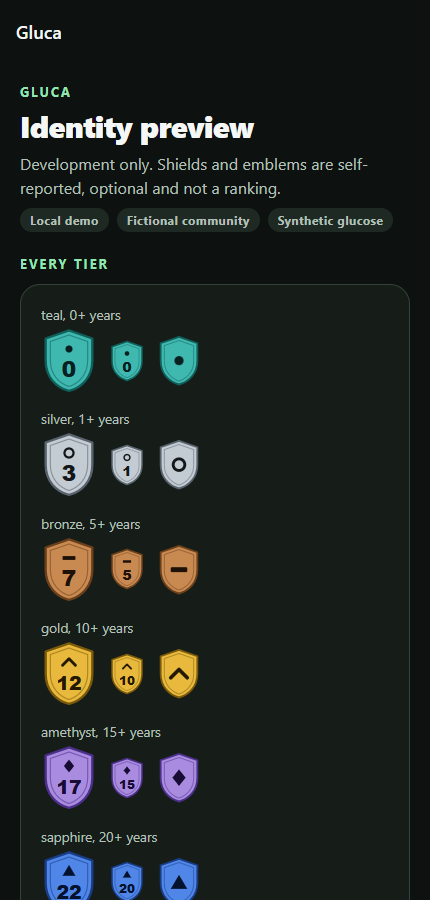 Gluca
GLUCA
Identity preview
Development only. Shields and emblems are self-
reported, optional and not a ranking.
Local demo Fictional community Synthetic glucose
EVERY TIER
teal, 0+ years
0 0
silver, 1+ years
3 1
bronze, 5+ years
7 5
gold, 10+ years
12 10
amethyst, 15+ years
17 15
sapphire, 20+ years
22 20